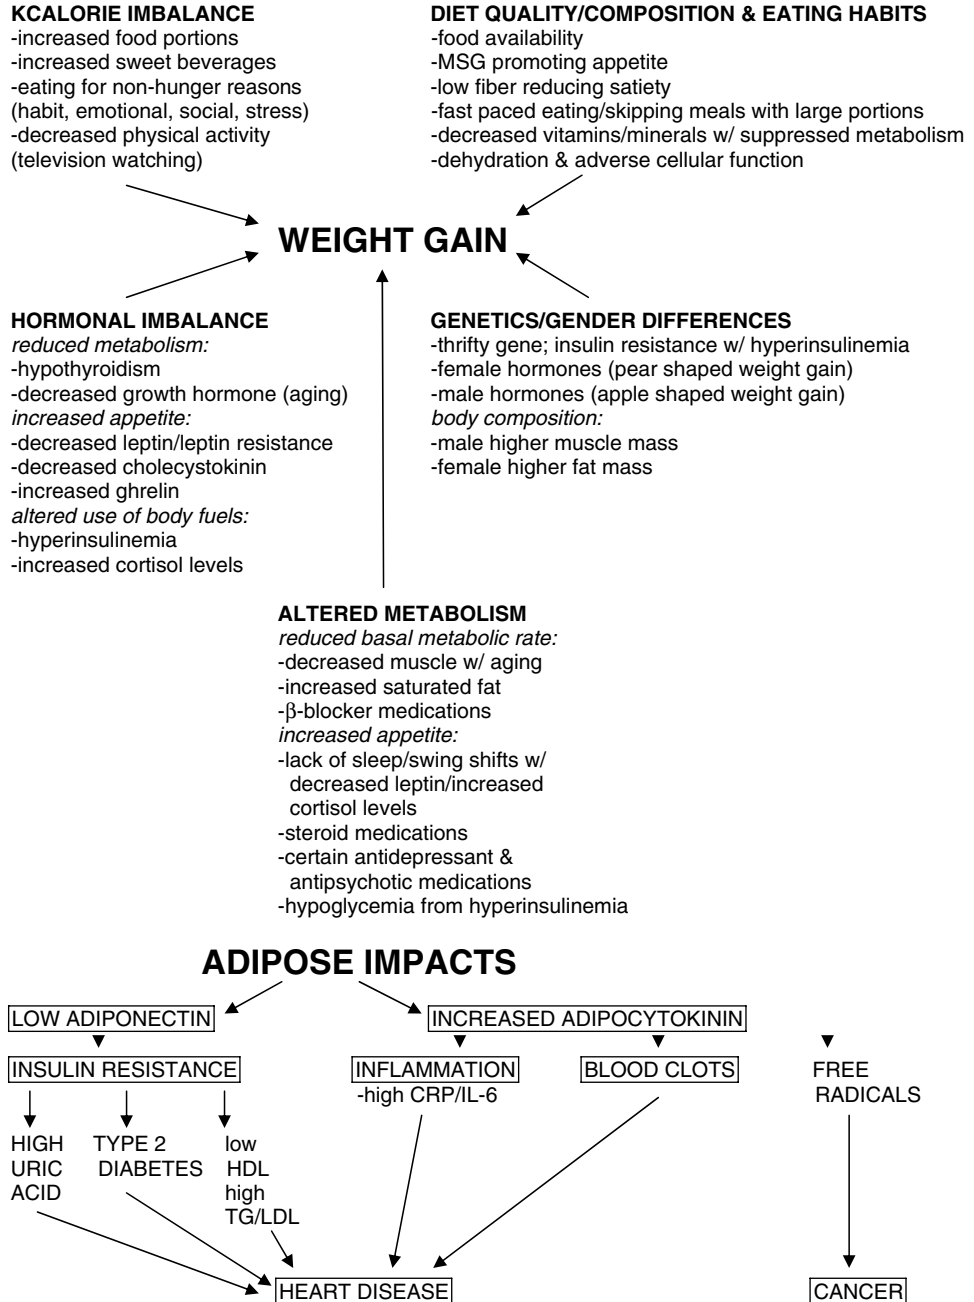 KCALORIE IMBALANCE
-increased food portions
-increased sweet beverages
-eating for non-hunger reasons
(habit, emotional, social, stress)
-decreased physical activity
(television watching)
DIET QUALITY/COMPOSITION & EATING HABITS
-food availability
-MSG promoting appetite
-low fiber reducing satiety
-fast paced eating/skipping meals with large portions
-decreased vitamins/minerals w/ suppressed metabolism
-dehydration & adverse cellular function
WEIGHT GAIN
HORMONAL IMBALANCE
reduced metabolism:
-hypothyroidism
-decreased growth hormone (aging)
increased appetite:
-decreased leptin/leptin resistance
-decreased cholecystokinin
-increased ghrelin
altered use of body fuels:
-hyperinsulinemia
-increased cortisol levels
GENETICS/GENDER DIFFERENCES
-thrifty gene; insulin resistance w/ hyperinsulinemia
-female hormones (pear shaped weight gain)
-male hormones (apple shaped weight gain)
body composition:
-male higher muscle mass
-female higher fat mass
ALTERED METABOLISM
reduced basal metabolic rate:
-decreased muscle w/ aging
-increased saturated fat
-β-blocker medications
increased appetite:
-lack of sleep/swing shifts w/
decreased leptin/increased
cortisol levels
-steroid medications
-certain antidepressant &
antipsychotic medications
-hypoglycemia from hyperinsulinemia
ADIPOSE IMPACTS
LOW ADIPONECTIN
INCREASED ADIPOCYTOKININ
INSULIN RESISTANCE
INFLAMMATION
-high CRP/IL-6
BLOOD CLOTS
FREE
RADICALS
HIGH
URIC
ACID
TYPE 2
DIABETES
low
HDL
high
TG/LDL
HEART DISEASE
CANCER